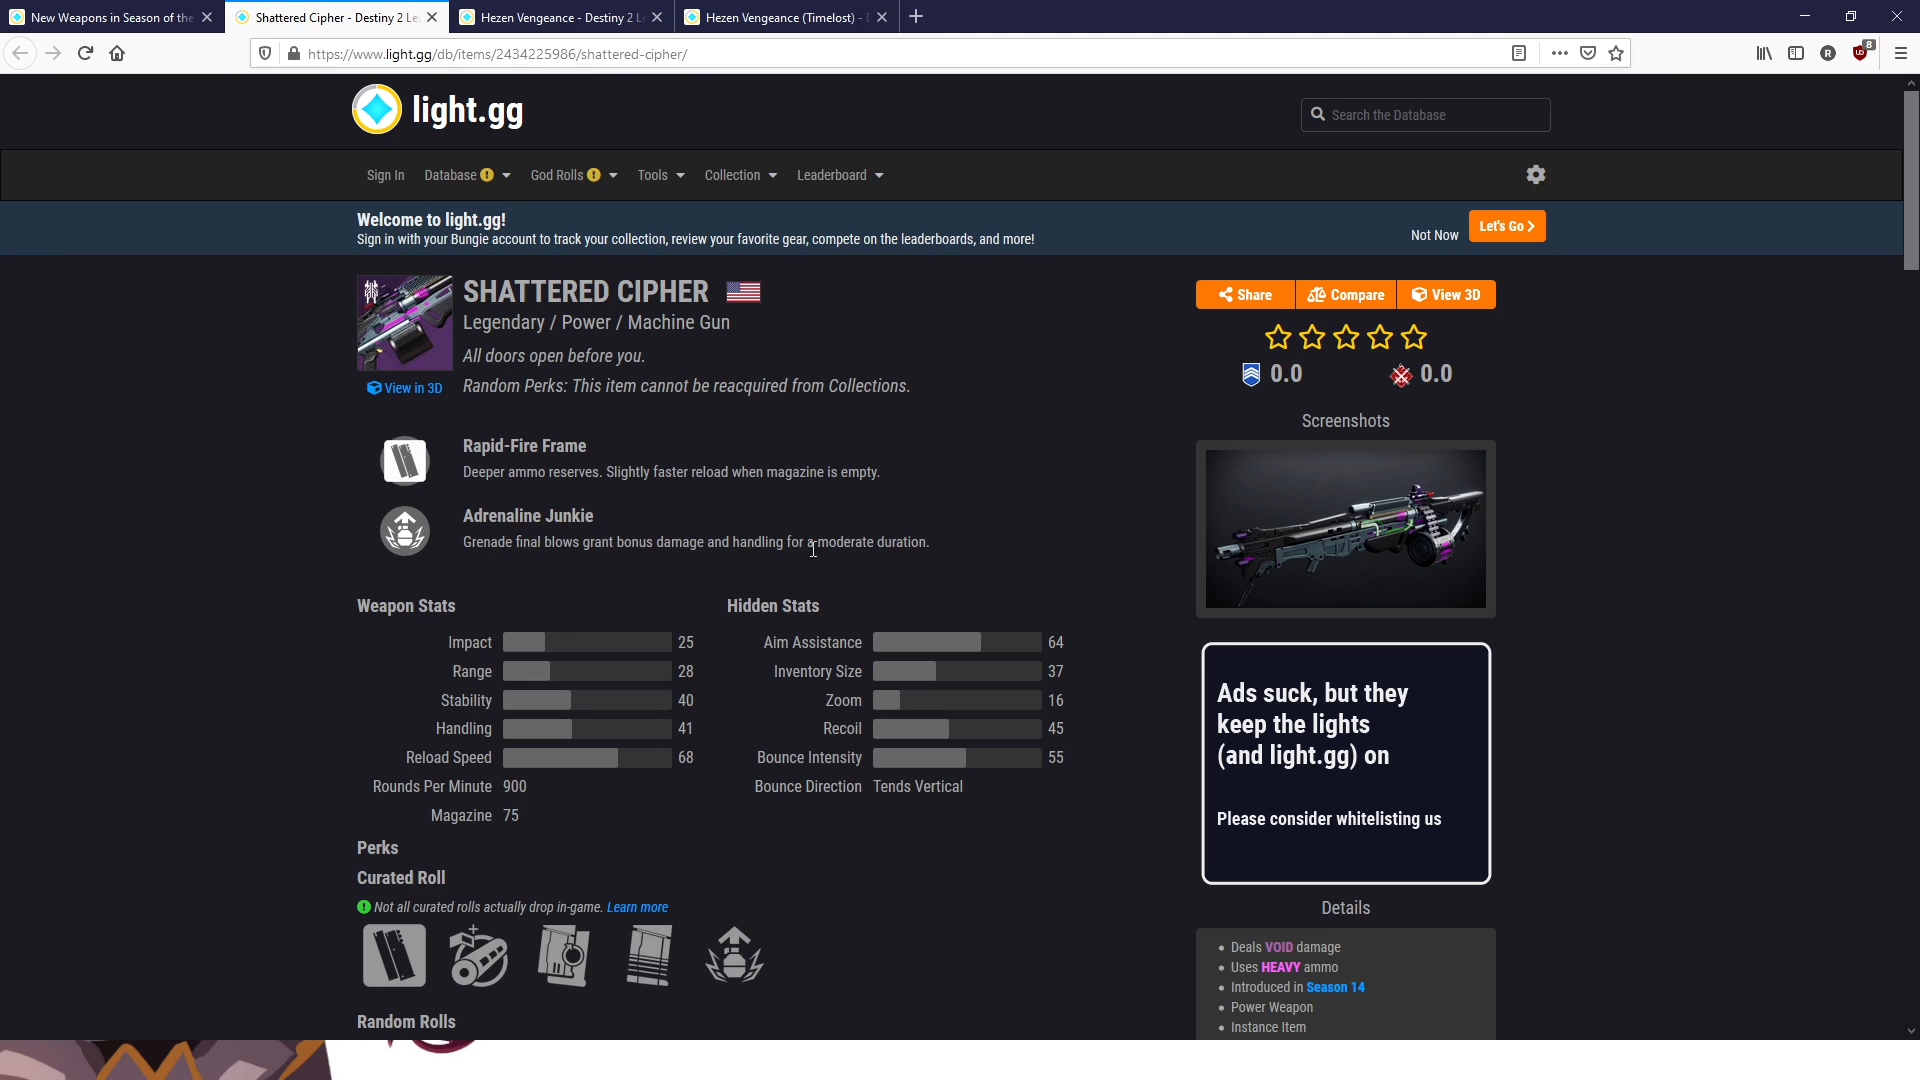 New Weapons in Season of the
Shattered Cipher - Destiny 2 Le
Hezen Vengeance - Destiny 2 L
Hezen Vengeance (Timelost) -
https://www.light.gg/db/items/2434225986/shattered-cipher/
R
8
light.gg
Search the Database
Sign In
Database
God Rolls
Tools
Collection
Leaderboard
Welcome to light.gg!
Sign in with your Bungie account to track your collection, review your favorite gear, compete on the leaderboards, and more!
Not Now
Let's Go
SHATTERED CIPHER
Legendary / Power / Machine Gun
All doors open before you.
Random Perks: This item cannot be reacquired from Collections.
View in 3D
Share
Compare
View 3D
0.0
0.0
Screenshots
Rapid-Fire Frame
Deeper ammo reserves. Slightly faster reload when magazine is empty.
Adrenaline Junkie
Grenade final blows grant bonus damage and handling for a moderate duration.
Weapon Stats
Impact 25
Range 28
Stability 40
Handling 41
Reload Speed 68
Rounds Per Minute 900
Magazine 75
Hidden Stats
Aim Assistance 64
Inventory Size 37
Zoom 16
Recoil 45
Bounce Intensity 55
Bounce Direction Tends Vertical
Ads suck, but they
keep the lights
(and light.gg) on
Please consider whitelisting us
Perks
Curated Roll
Not all curated rolls actually drop in-game. Learn more
Random Rolls
Details
Deals VOID damage
Uses HEAVY ammo
Introduced in Season 14
Power Weapon
Instance Item